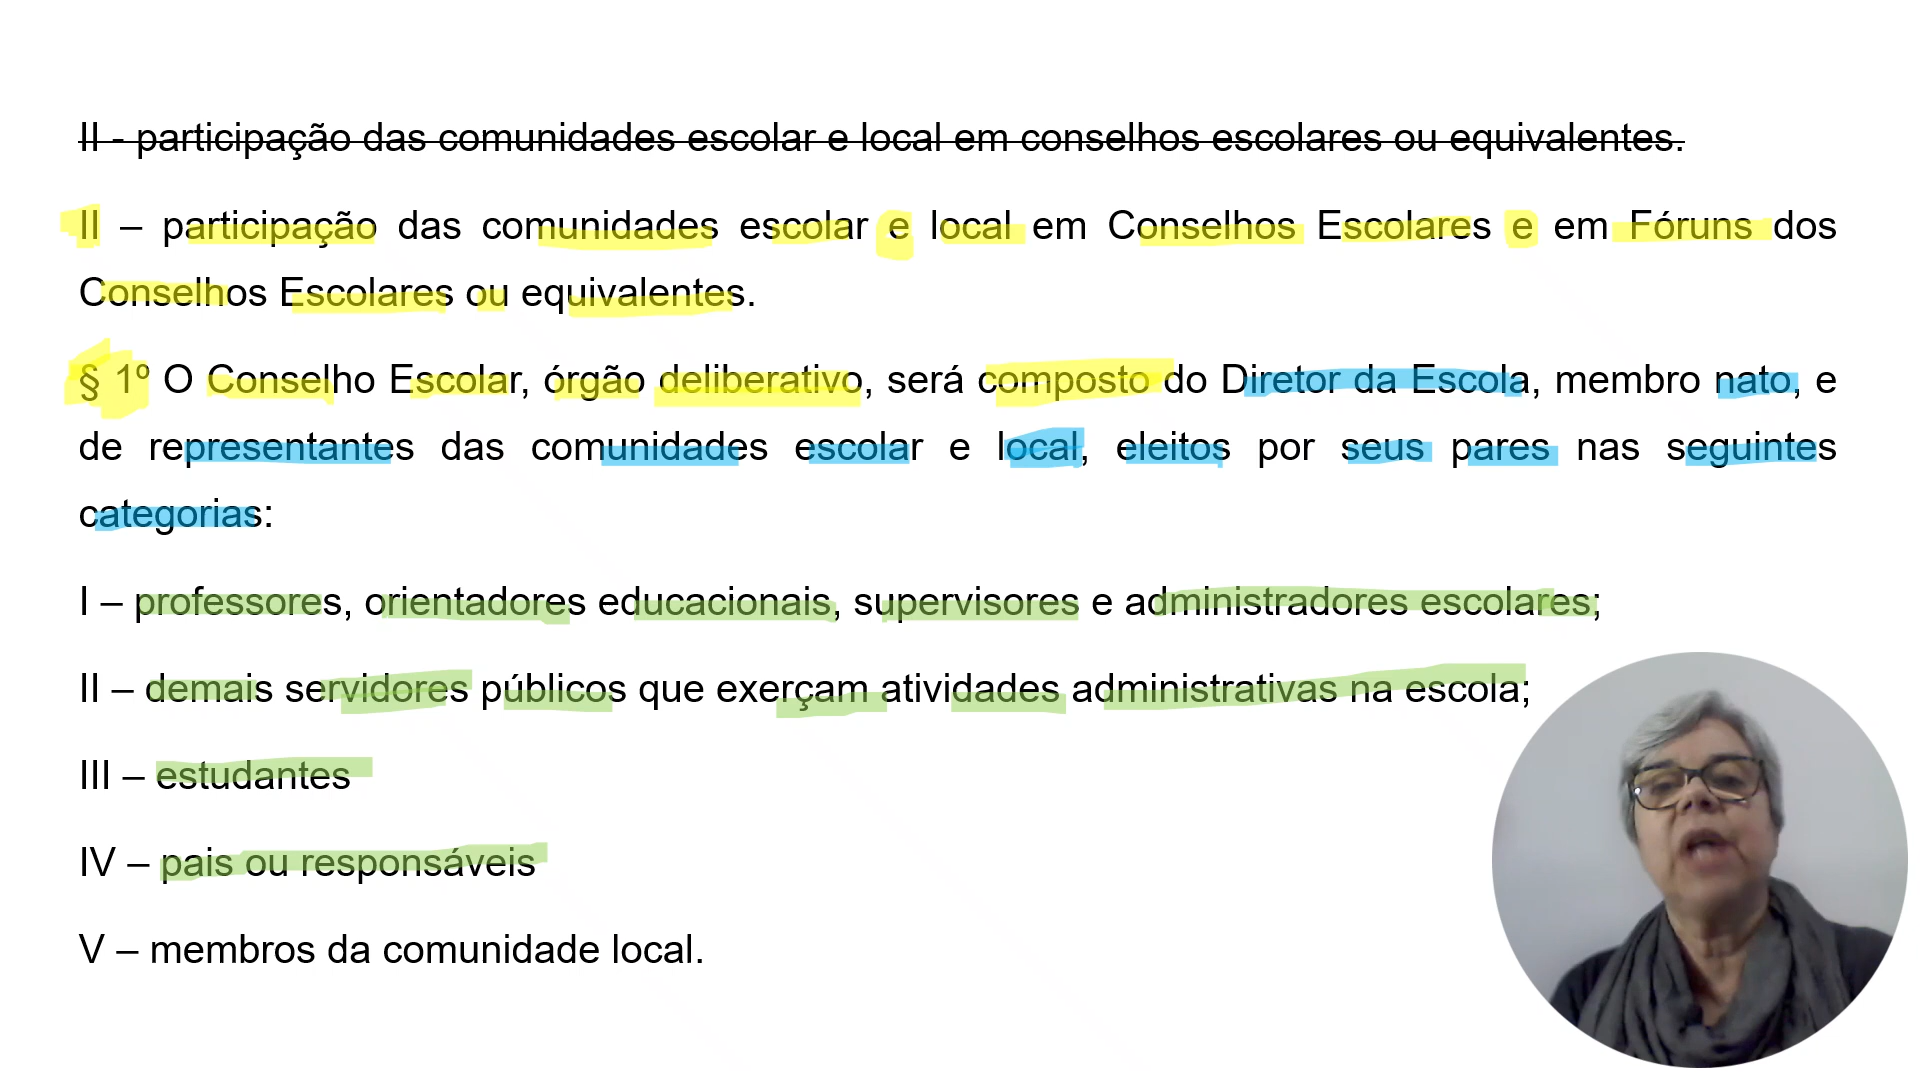 II - participação das comunidades escolar e local em conselhos escolares ou equivalentes.
II – participação das comunidades escolar e local em Conselhos Escolares e em Fóruns dos
Conselhos Escolares ou equivalentes.
§ 1º O Conselho Escolar, órgão deliberativo, será composto do Diretor da Escola, membro nato, e
de representantes das comunidades escolar e local, eleitos por seus pares nas seguintes
categorias:
I – professores, orientadores educacionais, supervisores e administradores escolares;
II – demais servidores públicos que exerçam atividades administrativas na escola;
III – estudantes
IV – pais ou responsáveis
V – membros da comunidade local.